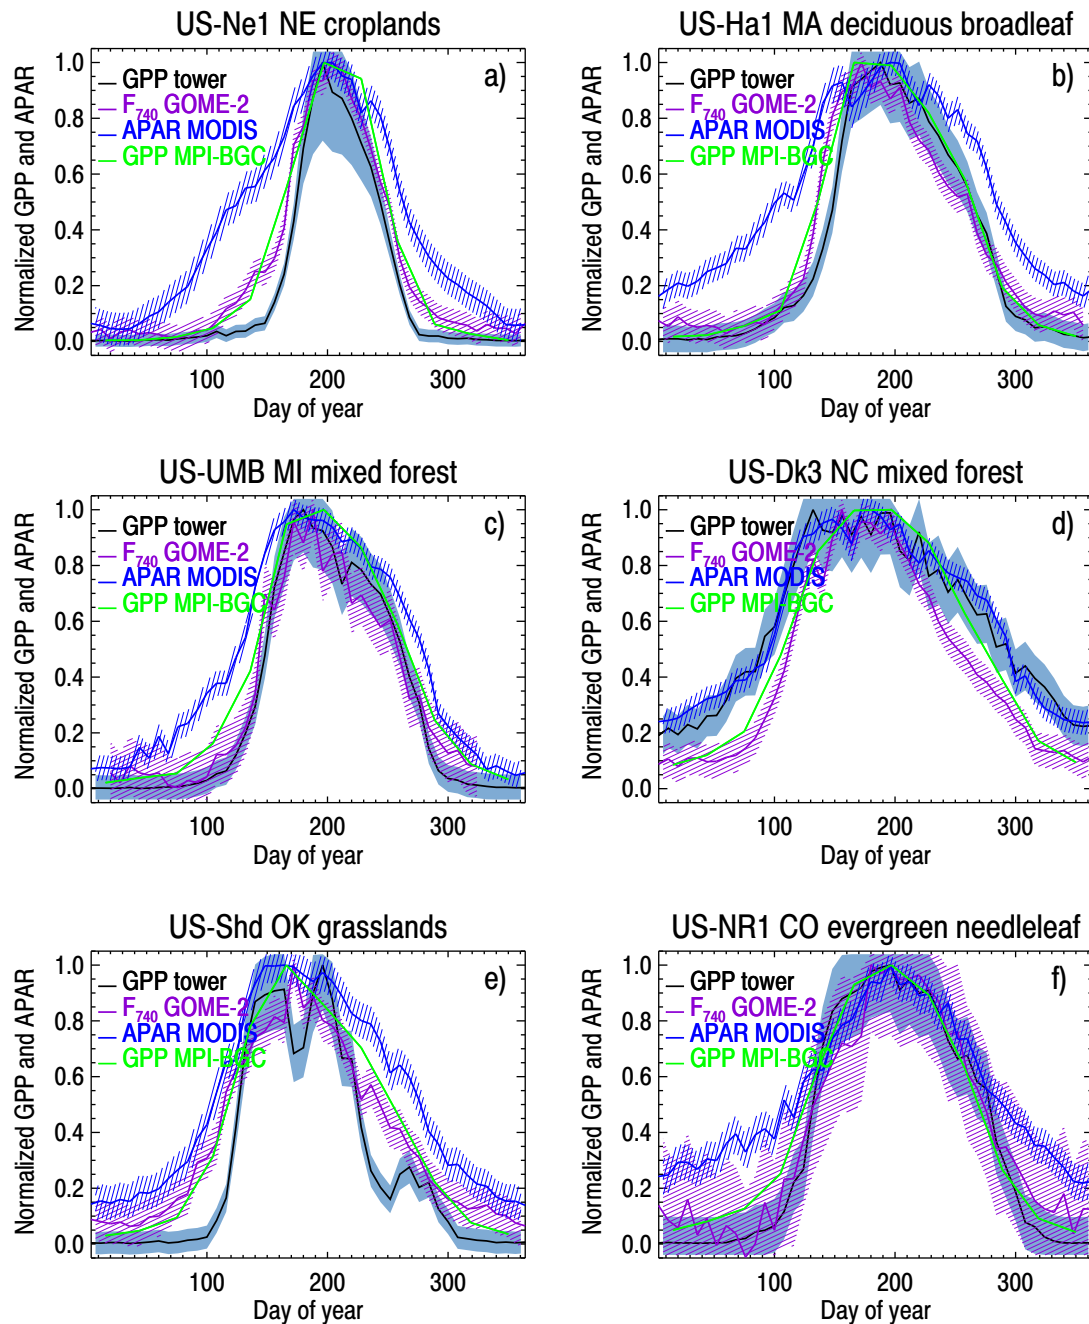 US-Ne1 NE croplands
a)
GPP tower
F740 GOME-2
APAR MODIS
GPP MPI-BGC
Normalized GPP and APAR
1.0
0.8
0.6
0.4
0.2
0.0
100 200 300
Day of year
US-Ha1 MA deciduous broadleaf
b)
GPP tower
F740 GOME-2
APAR MODIS
GPP MPI-BGC
Normalized GPP and APAR
1.0
0.8
0.6
0.4
0.2
0.0
100 200 300
Day of year
US-UMB MI mixed forest
c)
GPP tower
F740 GOME-2
APAR MODIS
GPP MPI-BGC
Normalized GPP and APAR
1.0
0.8
0.6
0.4
0.2
0.0
100 200 300
Day of year
US-Dk3 NC mixed forest
d)
GPP tower
F740 GOME-2
APAR MODIS
GPP MPI-BGC
Normalized GPP and APAR
1.0
0.8
0.6
0.4
0.2
0.0
100 200 300
Day of year
US-Shd OK grasslands
e)
GPP tower
F740 GOME-2
APAR MODIS
GPP MPI-BGC
Normalized GPP and APAR
1.0
0.8
0.6
0.4
0.2
0.0
100 200 300
Day of year
US-NR1 CO evergreen needleleaf
f)
GPP tower
F740 GOME-2
APAR MODIS
GPP MPI-BGC
Normalized GPP and APAR
1.0
0.8
0.6
0.4
0.2
0.0
100 200 300
Day of year